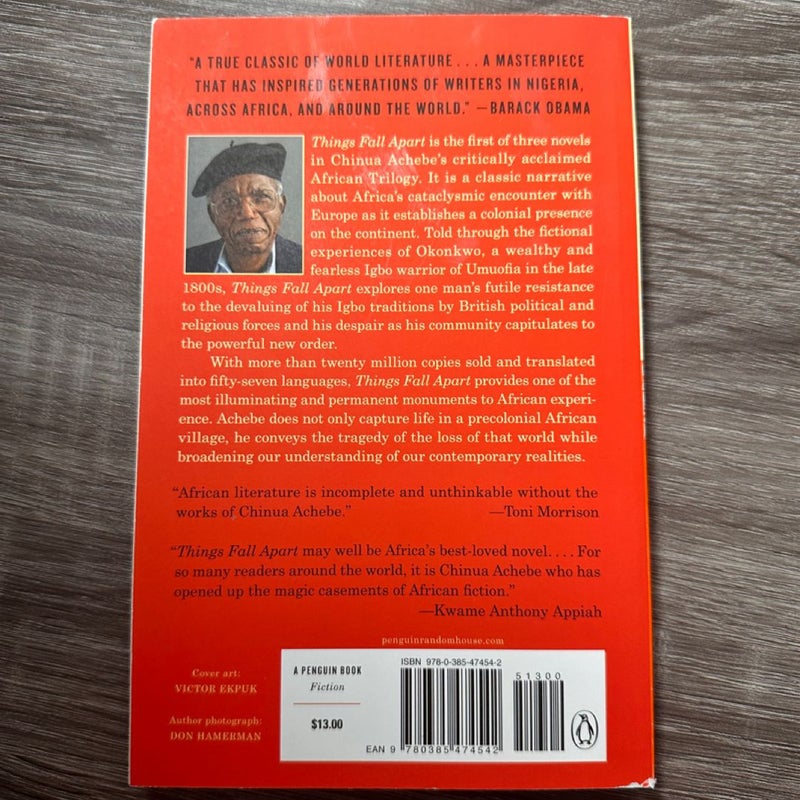 "A TRUE CLASSIC OF WORLD LITERATURE . . . A MASTERPIECE
THAT HAS INSPIRED GENERATIONS OF WRITERS IN NIGERIA,
ACROSS AFRICA, AND AROUND THE WORLD." —BARACK OBAMA
Things Fall Apart is the first of three novels
in Chinua Achebe's critically acclaimed
African Trilogy. It is a classic narrative
about Africa's cataclysmic encounter with
Europe as it establishes a colonial presence
on the continent. Told through the fictional
experiences of Okonkwo, a wealthy and
fearless Igbo warrior of Umuofia in the late
1800s, Things Fall Apart explores one man's futile resistance
to the devaluing of his Igbo traditions by British political and
religious forces and his despair as his community capitulates to
the powerful new order.
With more than twenty million copies sold and translated
into fifty-seven languages, Things Fall Apart provides one of the
most illuminating and permanent monuments to African experi-
ence. Achebe does not only capture life in a precolonial African
village, he conveys the tragedy of the loss of that world while
broadening our understanding of our contemporary realities.
"African literature is incomplete and unthinkable without the
works of Chinua Achebe." —Toni Morrison
"Things Fall Apart may well be Africa's best-loved novel. . . . For
so many readers around the world, it is Chinua Achebe who has
opened up the magic casements of African fiction."
—Kwame Anthony Appiah
penguinrandomhouse.com
Cover art:
VICTOR EKPUK
Author photograph:
DON HAMERMAN
A PENGUIN BOOK
Fiction
$13.00
ISBN 978-0-385-47454-2
51300
EAN 9 780385 474542